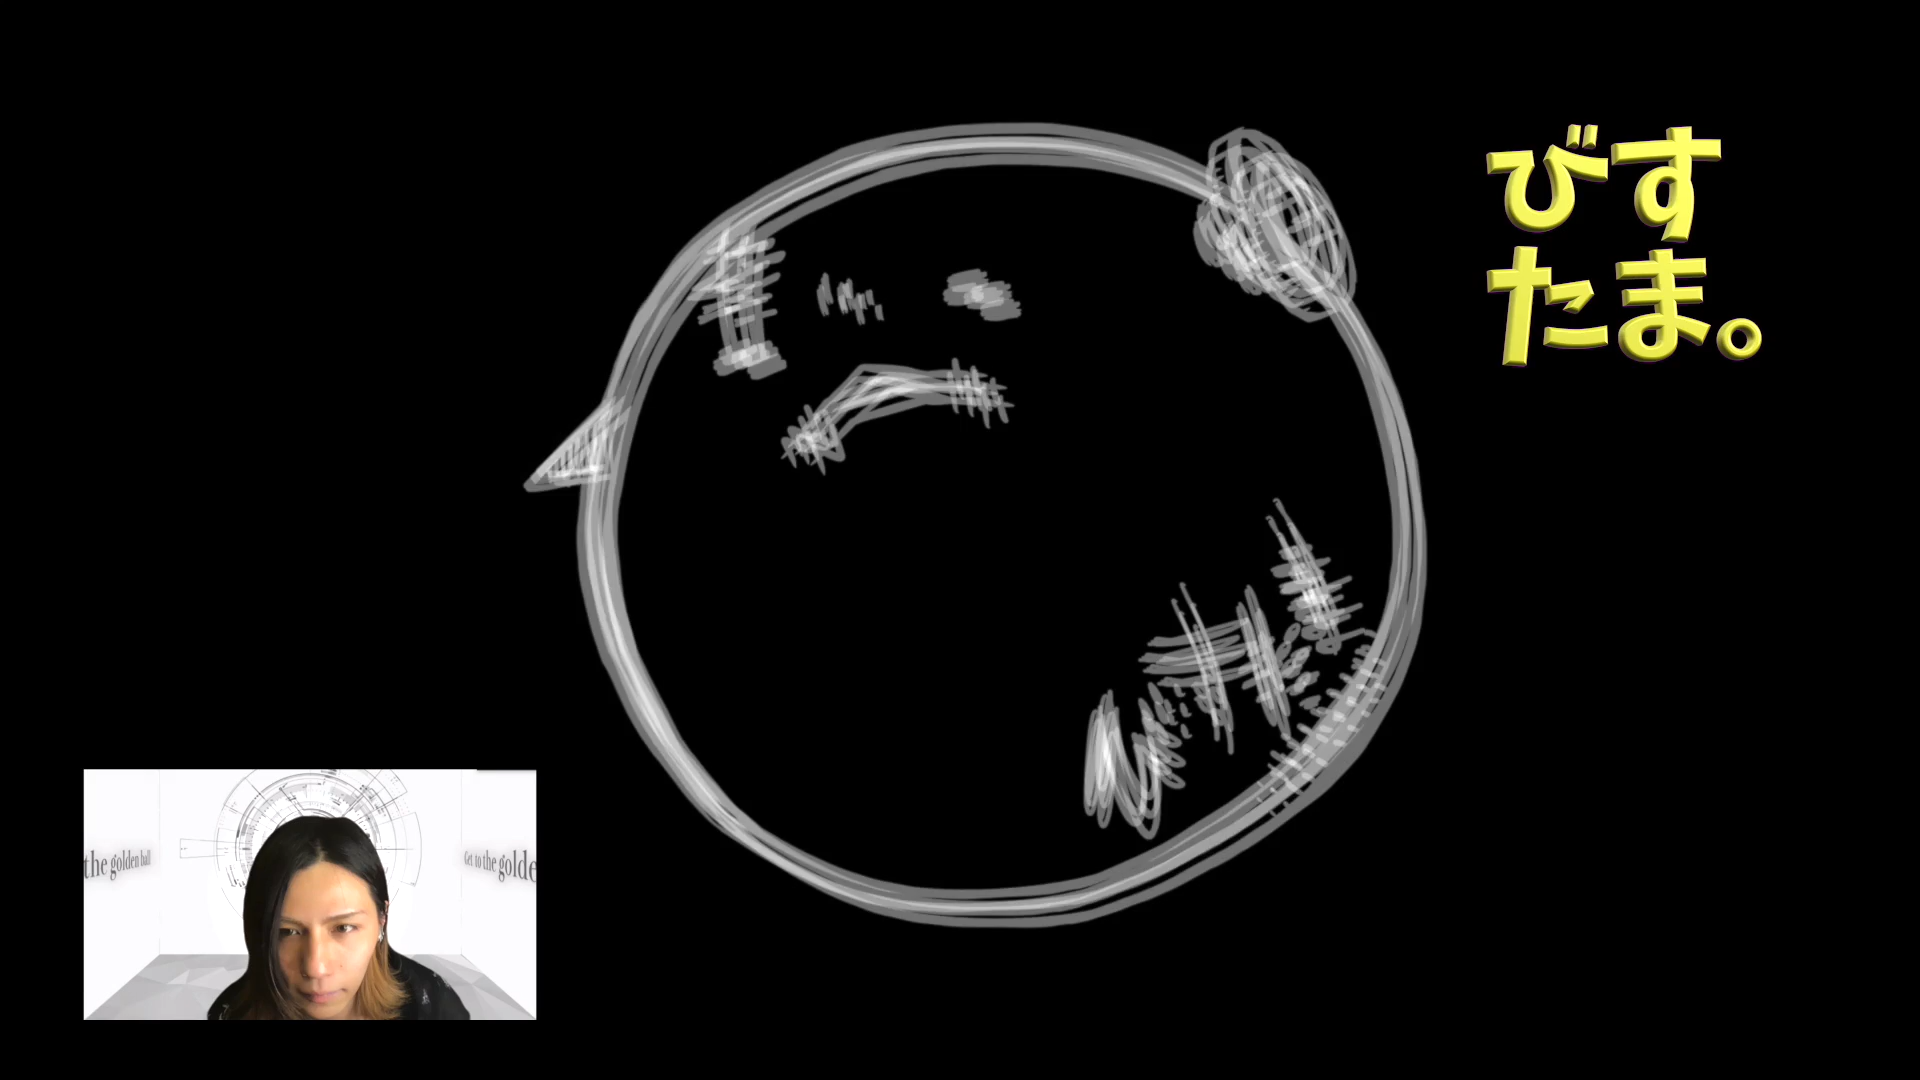 びす
たま。
the golden ball
Get to the golde